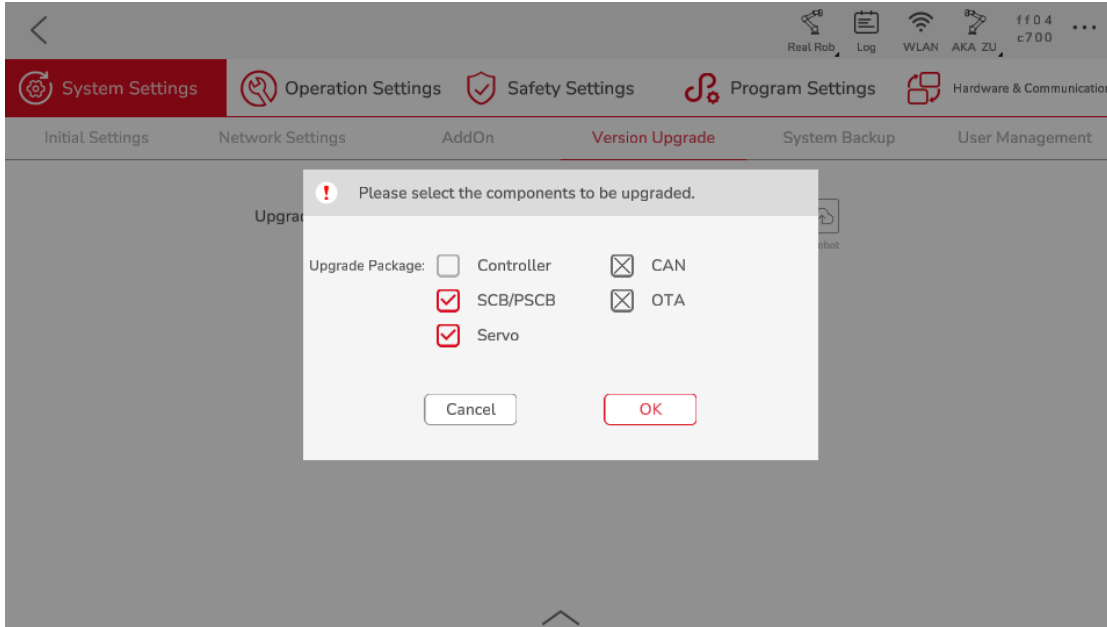 Real Rob
Log
WLAN
AKA ZU
ff04
c700
System Settings
Operation Settings
Safety Settings
Program Settings
Hardware & Communication
Initial Settings
Network Settings
AddOn
Version Upgrade
System Backup
User Management
Please select the components to be upgraded.
Upgrad
obot
Upgrade Package:
Controller
CAN
SCB/PSCB
OTA
Servo
Cancel
OK